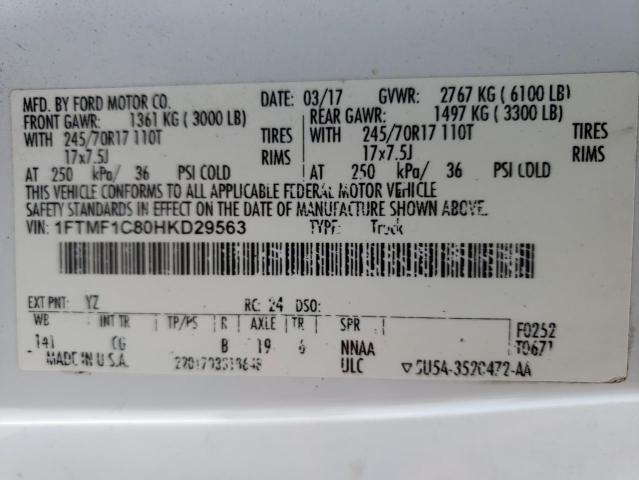 MFD. BY FORD MOTOR CO. DATE: 03/17 GVWR: 2767 KG ( 6100 LB)
FRONT GAWR: 1361 KG ( 3000 LB) REAR GAWR: 1497 KG ( 3300 LB)
WITH 245/70R17 110T TIRES WITH 245/70R17 110T TIRES
17x7.5J RIMS 17x7.5J RIMS
AT 250 kPa/ 36 PSI COLD AT 250 kPa/ 36 PSI COLD
THIS VEHICLE CONFORMS TO ALL APPLICABLE FEDERAL MOTOR VEHICLE
SAFETY STANDARDS IN EFFECT ON THE DATE OF MANUFACTURE SHOWN ABOVE.
VIN: 1FTMF1C80HKD29563 TYPE: Truck
EXT PNT: YZ RC: 24 DSO:
WB INT TR TP/PS R AXLE TR SPR F0252
141 CG B 19 6 NNAA T0671
MADE IN U.S.A. ULC